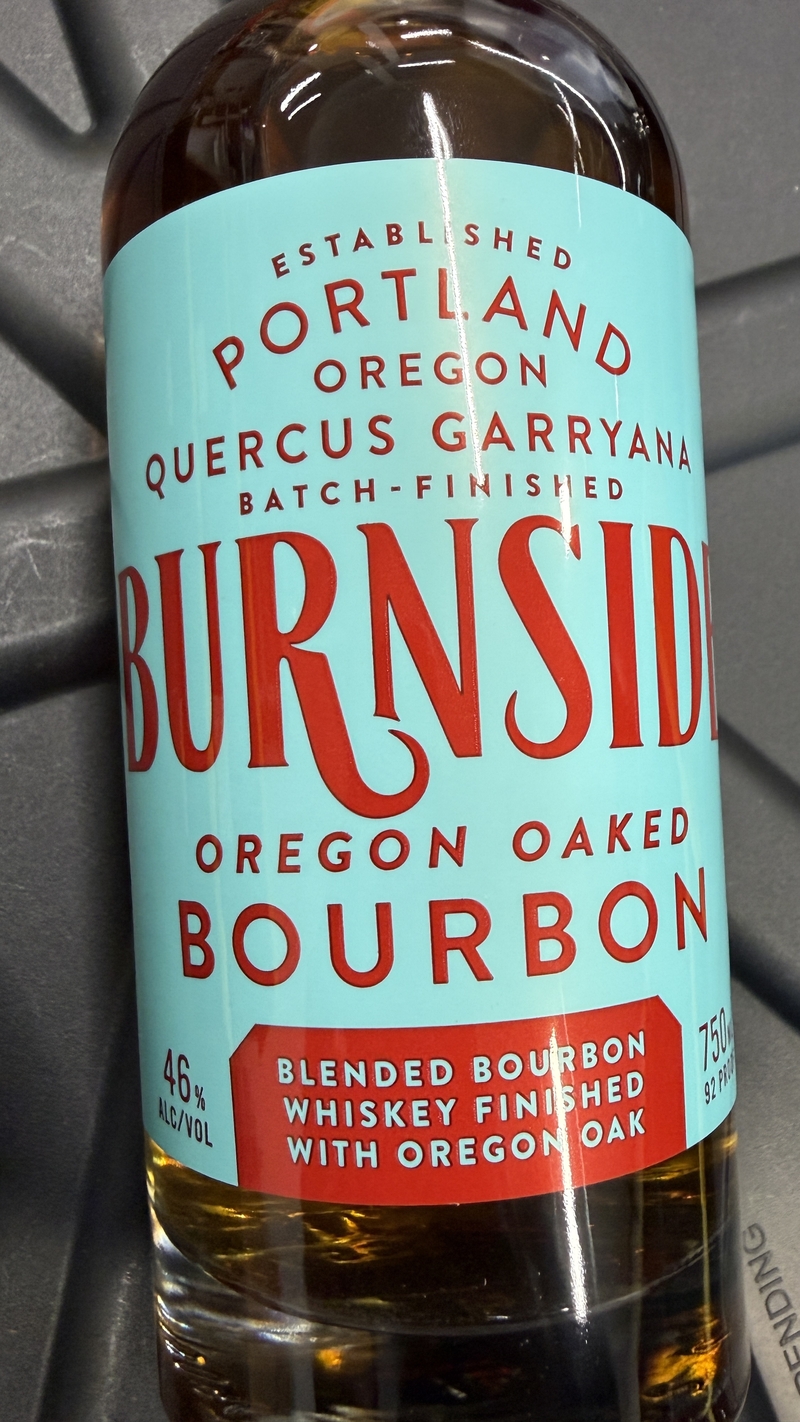 ESTABLISHED
PORTLAND
OREGON
QUERCUS GARRYANA
BATCH-FINISHED
BURNSIDE
OREGON OAKED
BOURBON
46%
ALC/VOL
BLENDED BOURBON
WHISKEY FINISHED
WITH OREGON OAK
750
92 PROOF